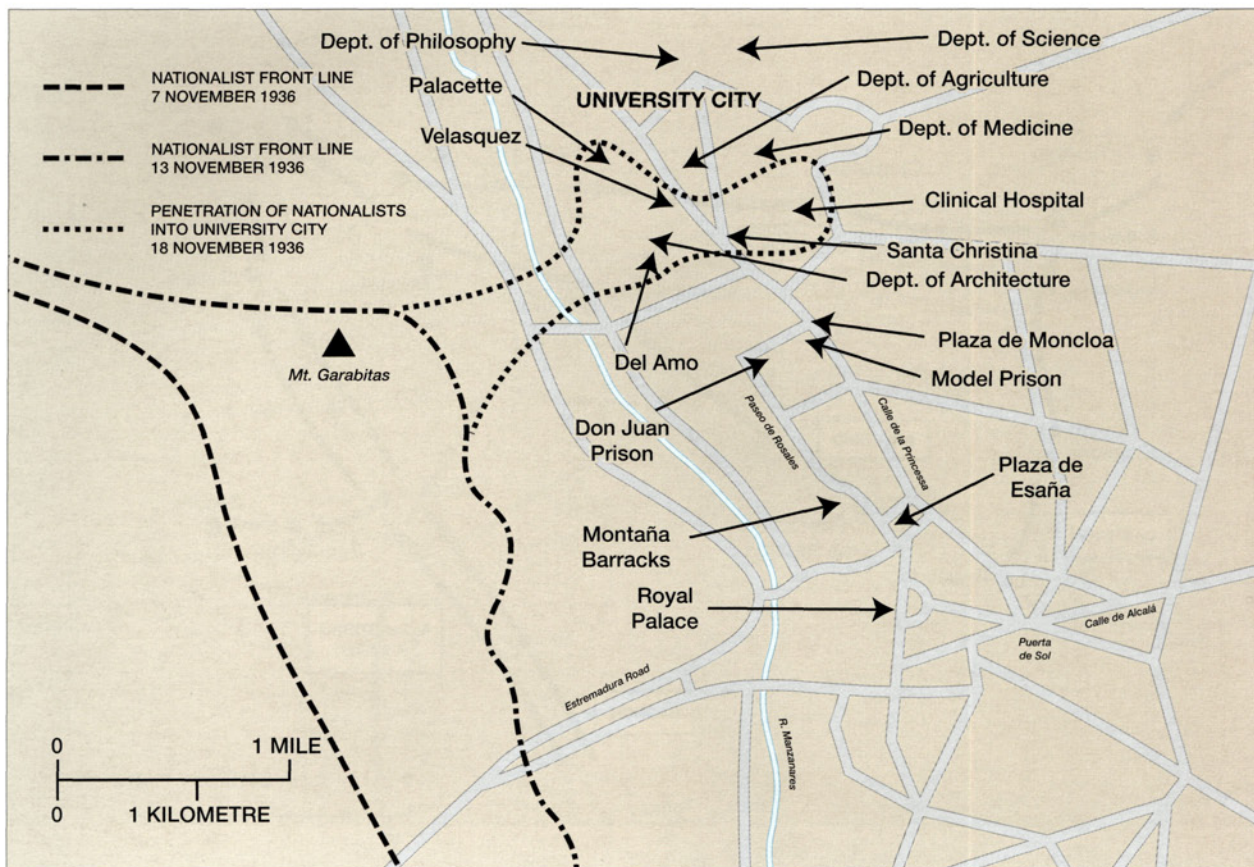 NATIONALIST FRONT LINE
7 NOVEMBER 1936
NATIONALIST FRONT LINE
13 NOVEMBER 1936
PENETRATION OF NATIONALISTS
INTO UNIVERSITY CITY
18 NOVEMBER 1936
Dept. of Philosophy
Dept. of Science
Palacette
Dept. of Agriculture
UNIVERSITY CITY
Velasquez
Dept. of Medicine
Clinical Hospital
Santa Christina
Dept. of Architecture
Mt. Garabitas
Del Amo
Plaza de Moncloa
Model Prison
Don Juan
Prison
Paseo de Rosales
Calle de la Princessa
Plaza de
Esaña
Montaña
Barracks
Royal
Palace
Calle de Alcalá
Puerta
de Sol
Estremadura Road
R. Manzanares
0 1 MILE
0 1 KILOMETRE